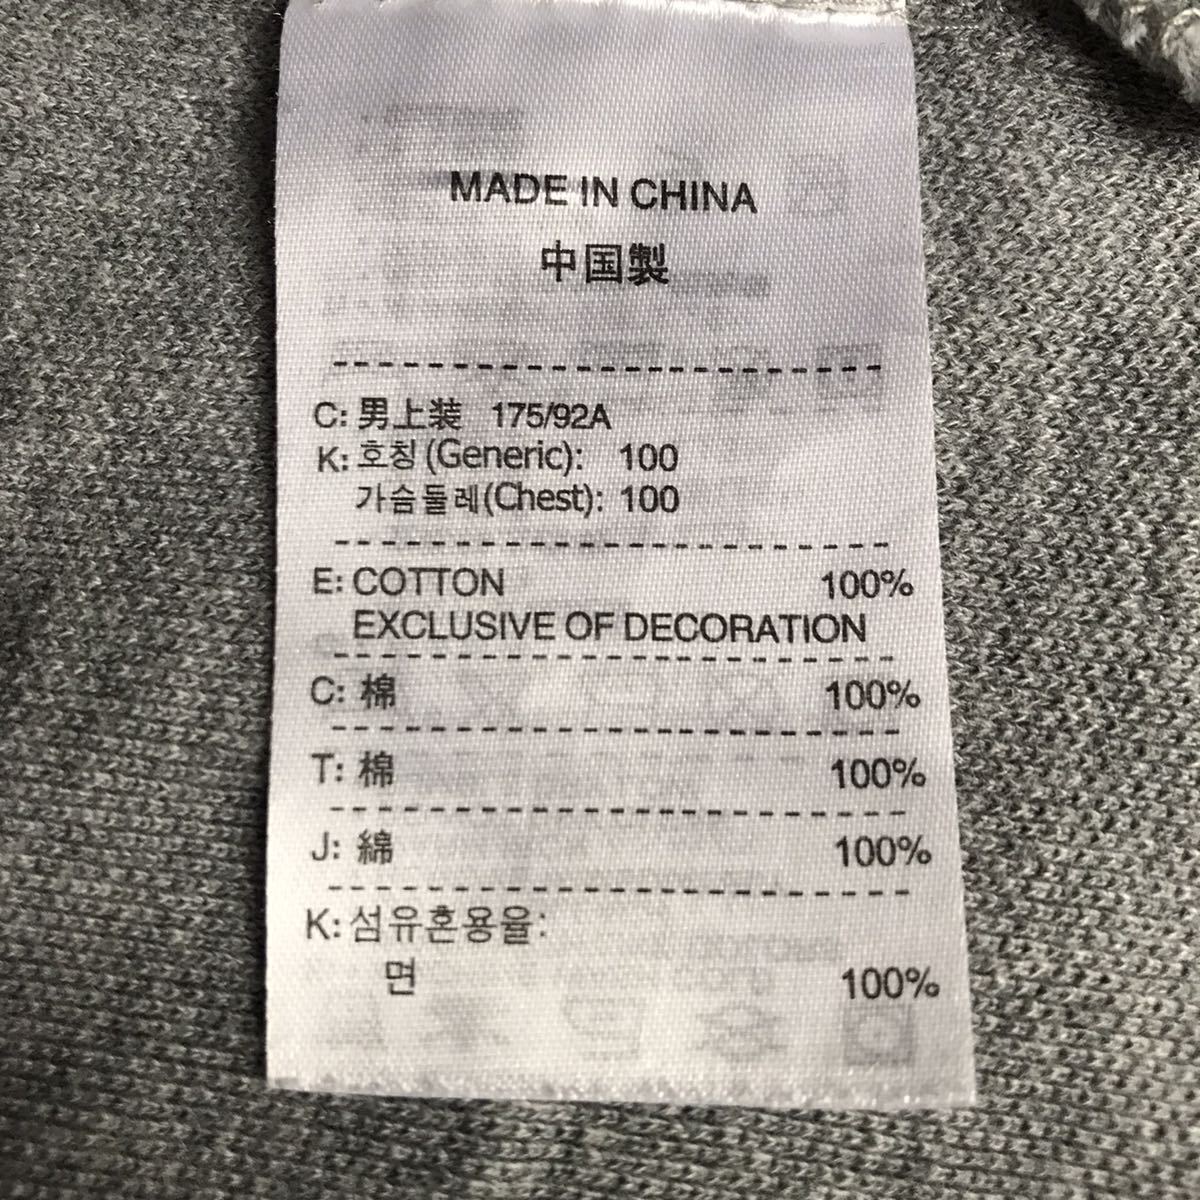 MADE IN CHINA
中国製
C: 男上装 175/92A
K: 호칭 (Generic): 100
가슴둘레(Chest): 100
E: COTTON 100%
EXCLUSIVE OF DECORATION
C: 棉 100%
T: 棉 100%
J: 綿 100%
K: 섬유혼용율:
면 100%